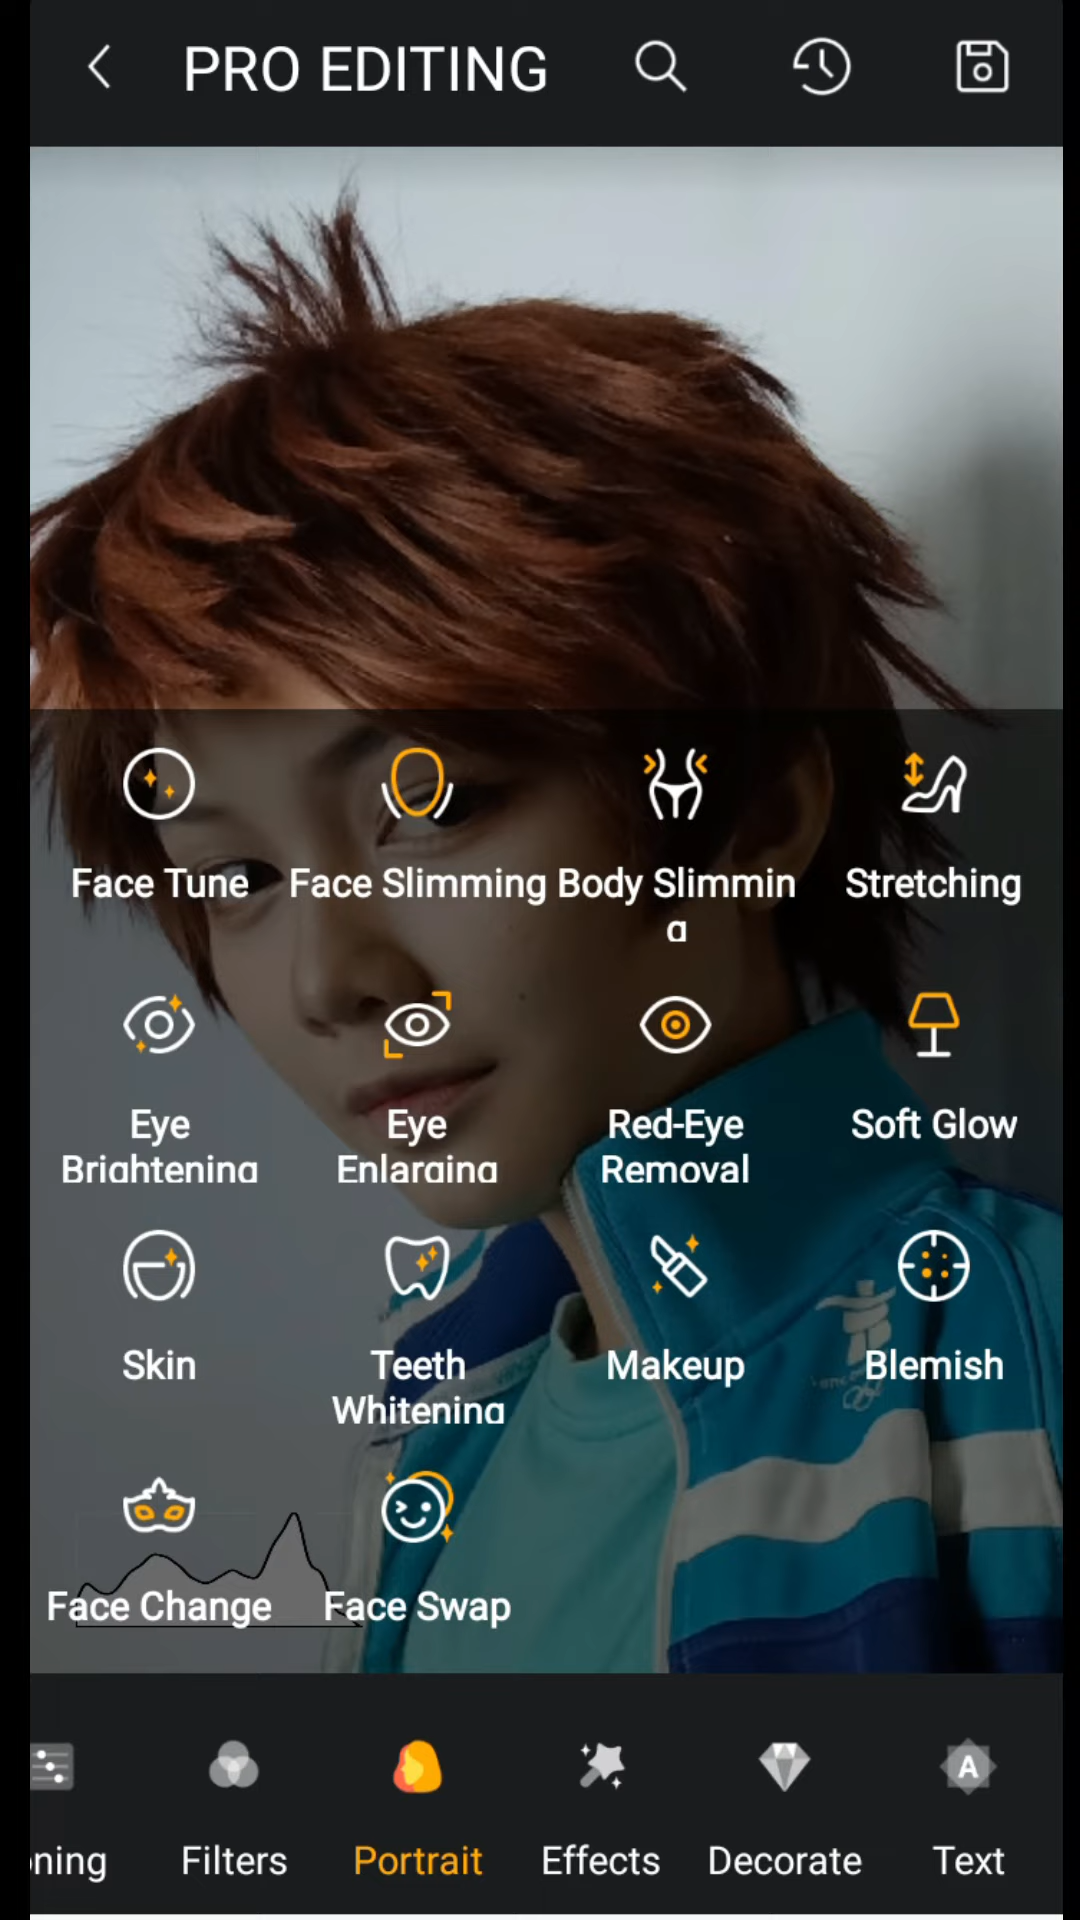 PRO EDITING
Face Tune
Face Slimming
Body Slimmin
g
Stretching
Eye
Brightening
Eye
Enlarging
Red-Eye
Removal
Soft Glow
Skin
Teeth
Whitening
Makeup
Blemish
Face Change
Face Swap
oning
Filters
Portrait
Effects
Decorate
A
Text